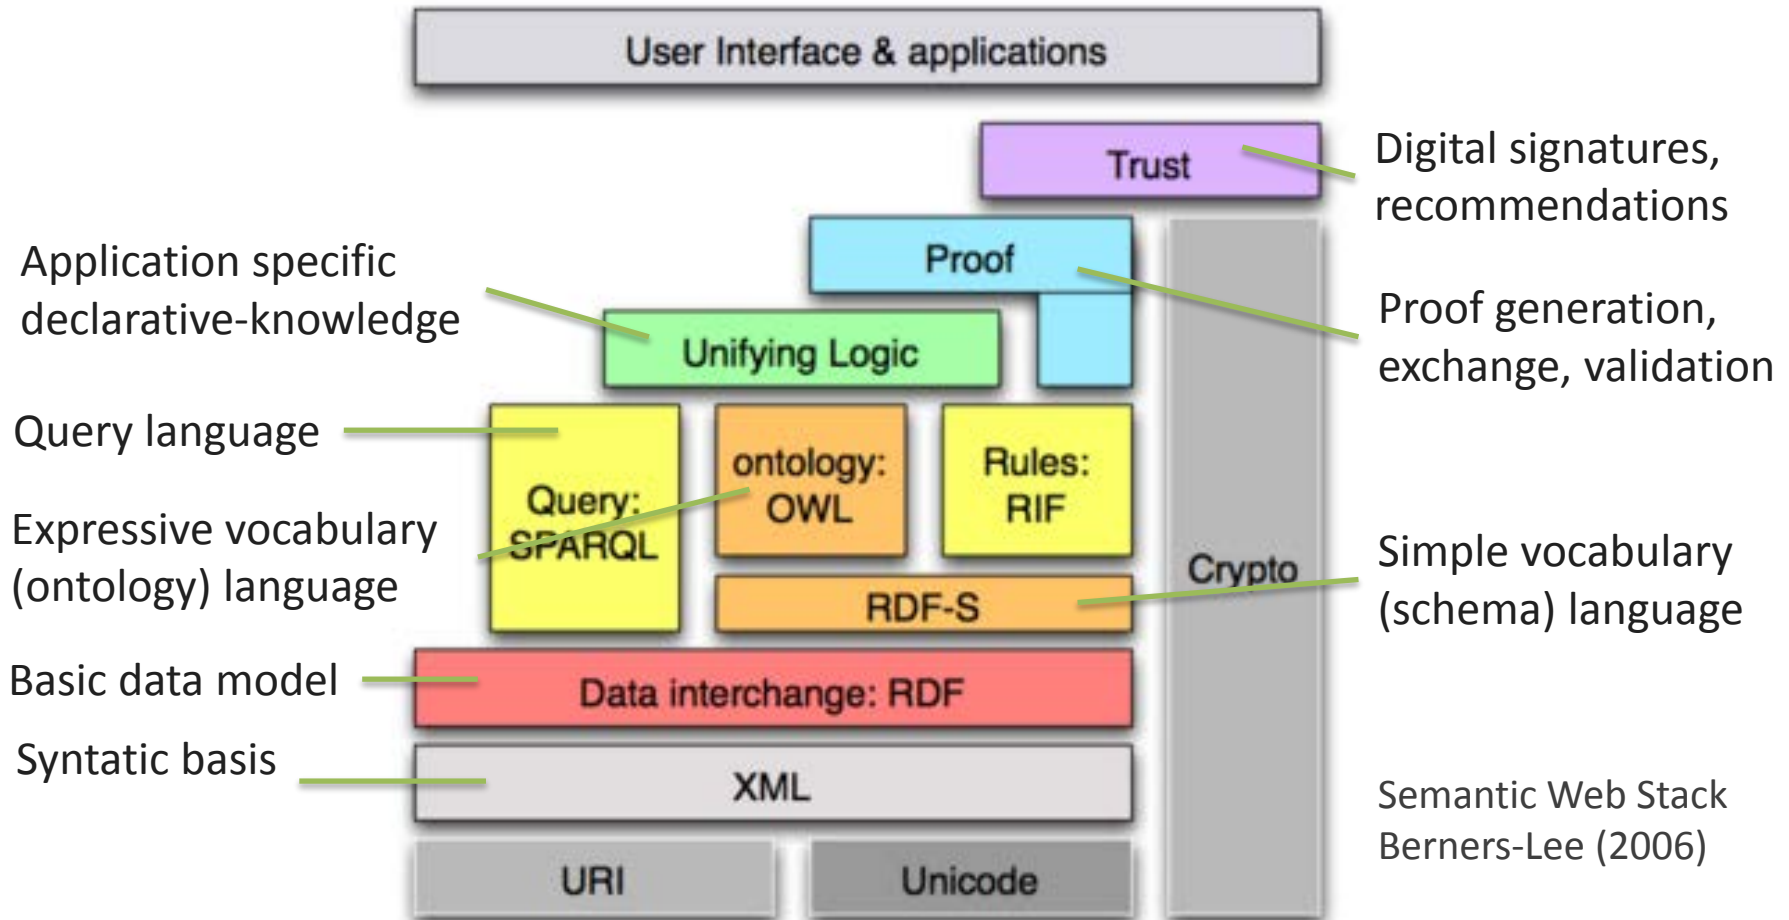 User Interface & applications
Trust
Digital signatures,
recommendations
Proof
Application specific
declarative-knowledge
Proof generation,
exchange, validation
Unifying Logic
Query language
ontology:
OWL
Rules:
RIF
Query:
SPARQL
Expressive vocabulary
(ontology) language
Crypto
Simple vocabulary
(schema) language
RDF-S
Basic data model
Data interchange: RDF
Syntatic basis
XML
Semantic Web Stack
Berners-Lee (2006)
URI
Unicode